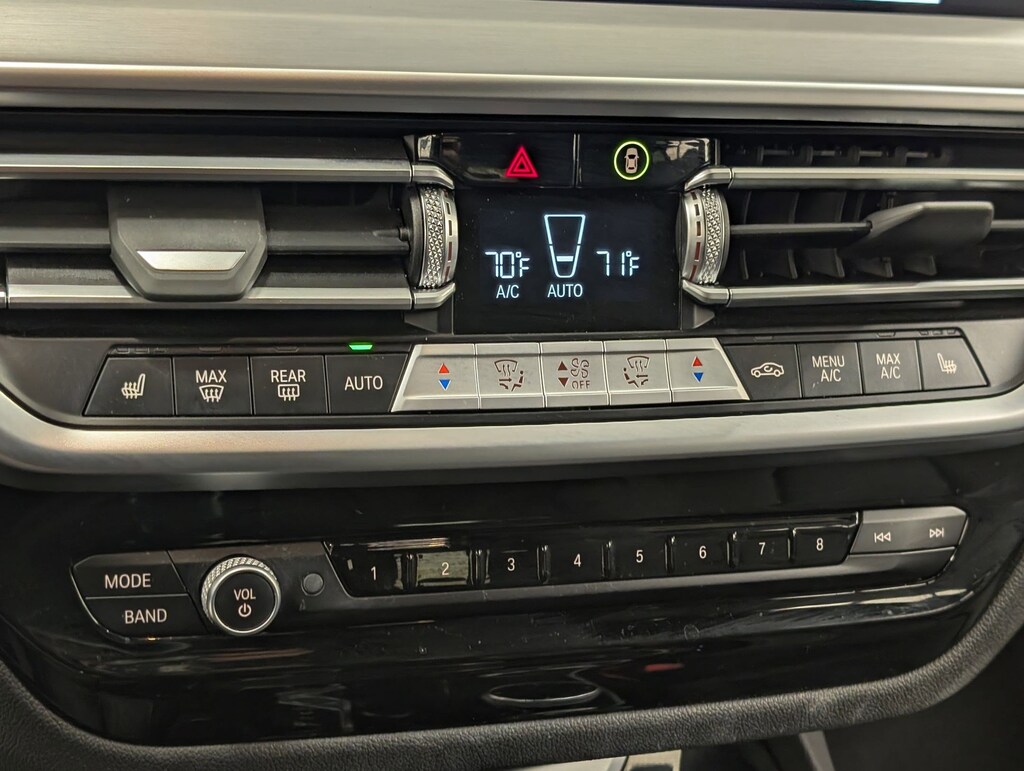 70°F 71°F
A/C AUTO
MAX
REAR
AUTO
OFF
MENU
A/C
MAX
A/C
MODE
BAND
VOL
1 2 3 4 5 6 7 8